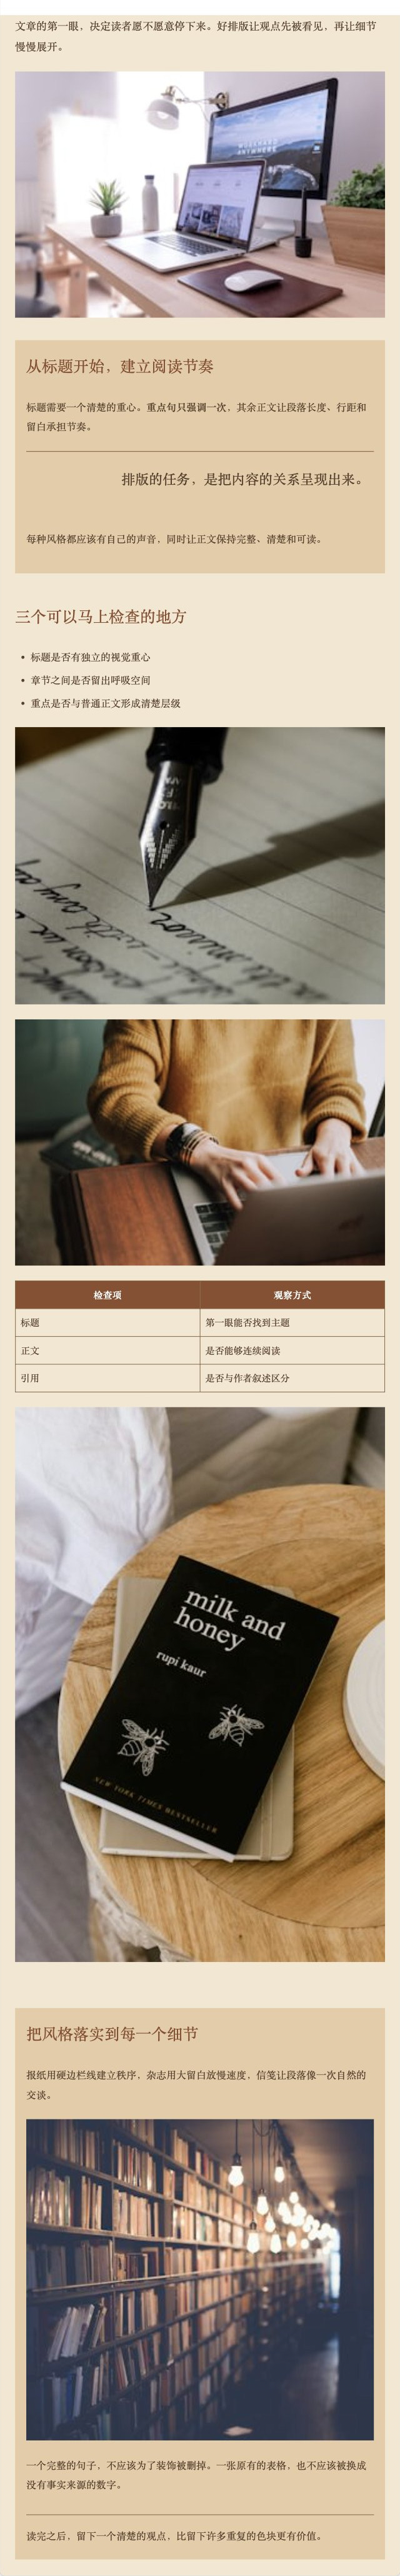 文章的第一眼，决定读者愿不愿意停下来。好排版让观点先被看见，再让细节
慢慢展开。
WORK HARD
ANYWHERE
从标题开始，建立阅读节奏
标题需要一个清楚的重心。重点句只强调一次，其余正文让段落长度、行距和
留白承担节奏。
排版的任务，是把内容的关系呈现出来。
每种风格都应该有自己的声音，同时让正文保持完整、清楚和可读。
三个可以马上检查的地方
• 标题是否有独立的视觉重心
• 章节之间是否留出呼吸空间
• 重点是否与普通正文形成清楚层级
检查项 观察方式
标题 第一眼能否找到主题
正文 是否能够连续阅读
引用 是否与作者叙述区分
milk and
honey
rupi kaur
NEW YORK TIMES BESTSELLER
把风格落实到每一个细节
报纸用硬边栏线建立秩序，杂志用大留白放慢速度，信笺让段落像一次自然的
交谈。
一个完整的句子，不应该为了装饰被删掉。一张原有的表格，也不应该被换成
没有事实来源的数字。
读完之后，留下一个清楚的观点，比留下许多重复的色块更有价值。